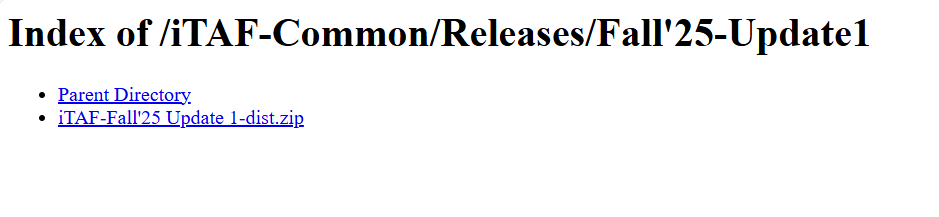 Index of /iTAF-Common/Releases/Fall'25-Update1
Parent Directory
iTAF-Fall'25 Update 1-dist.zip